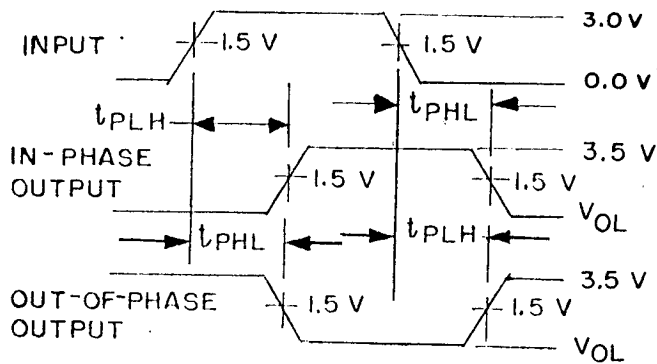 3.0 V
INPUT
1.5 V
1.5 V
0.0 V
tPLH
tPHL
IN-PHASE
OUTPUT
3.5 V
1.5 V
1.5 V
VOL
tPHL
tPLH
3.5 V
OUT-OF-PHASE
OUTPUT
1.5 V
1.5 V
VOL